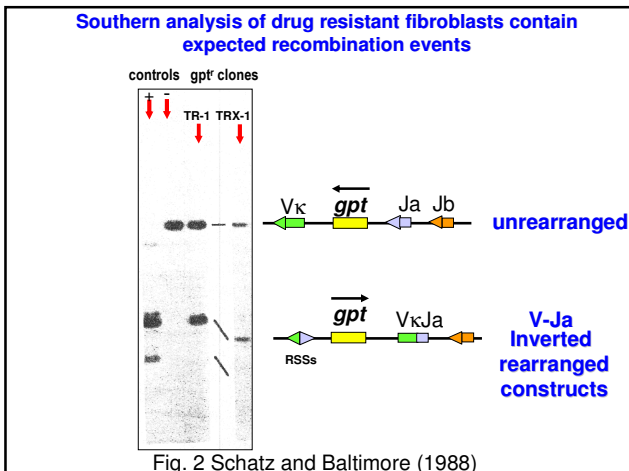 Southern analysis of drug resistant fibroblasts contain
expected recombination events
controls gptʳ clones
+ -
TR-1 TRX-1
Vκ gpt Ja Jb
unrearranged
gpt VκJa
RSSs
V-Ja
Inverted
rearranged
constructs
Fig. 2 Schatz and Baltimore (1988)